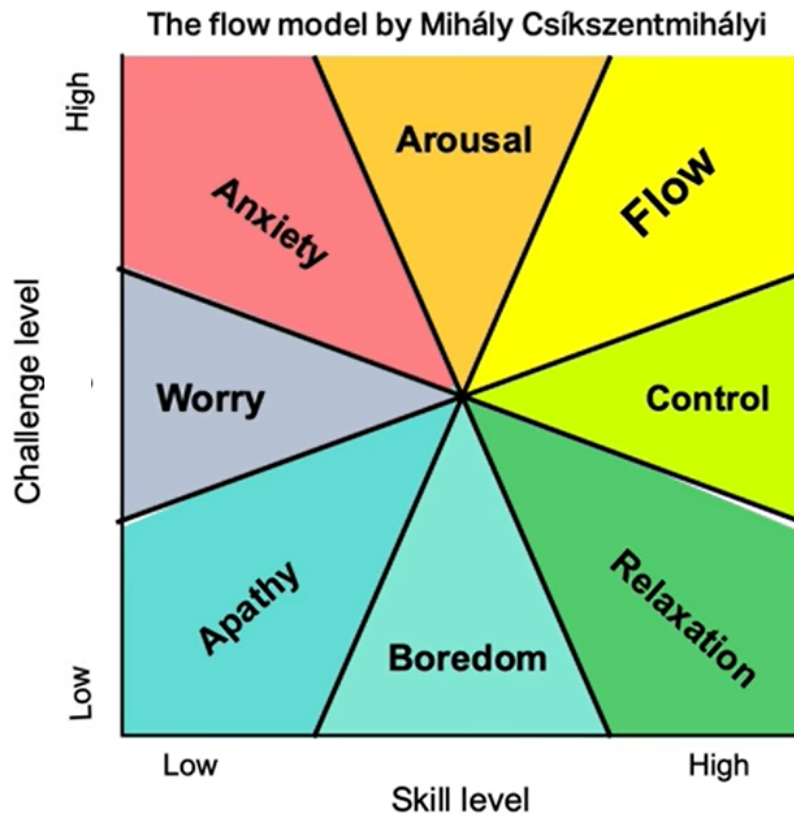 The flow model by Mihály Csíkszentmihályi
High
Arousal
Flow
Anxiety
Challenge level
Worry
Control
Apathy
Relaxation
Boredom
Low
Low
High
Skill level